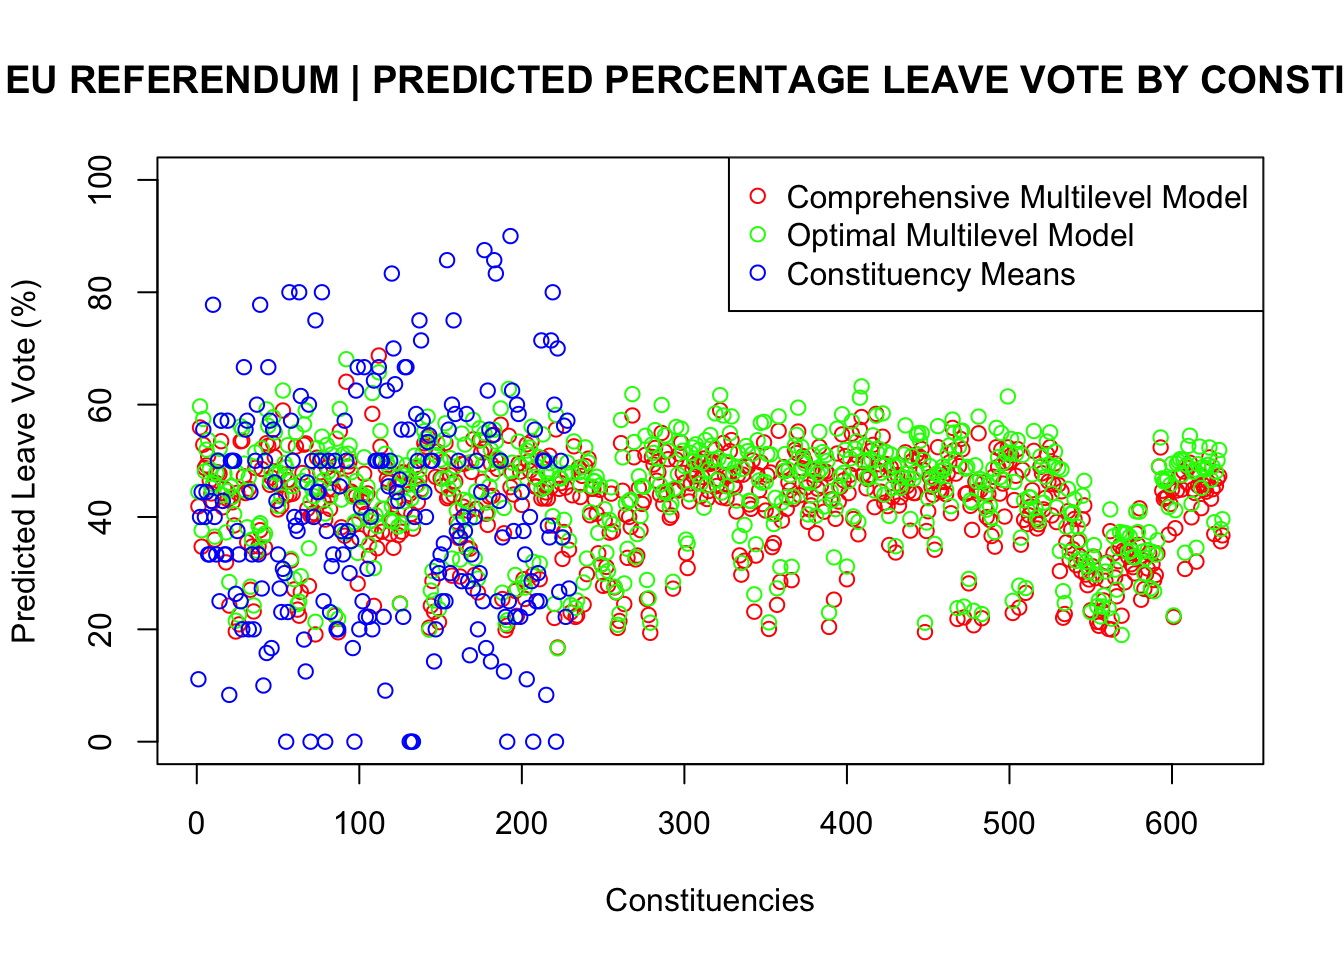 EU REFERENDUM | PREDICTED PERCENTAGE LEAVE VOTE BY CONSTI
Comprehensive Multilevel Model
Optimal Multilevel Model
Constituency Means
Predicted Leave Vote (%)
100
80
60
40
20
0
0 100 200 300 400 500 600
Constituencies